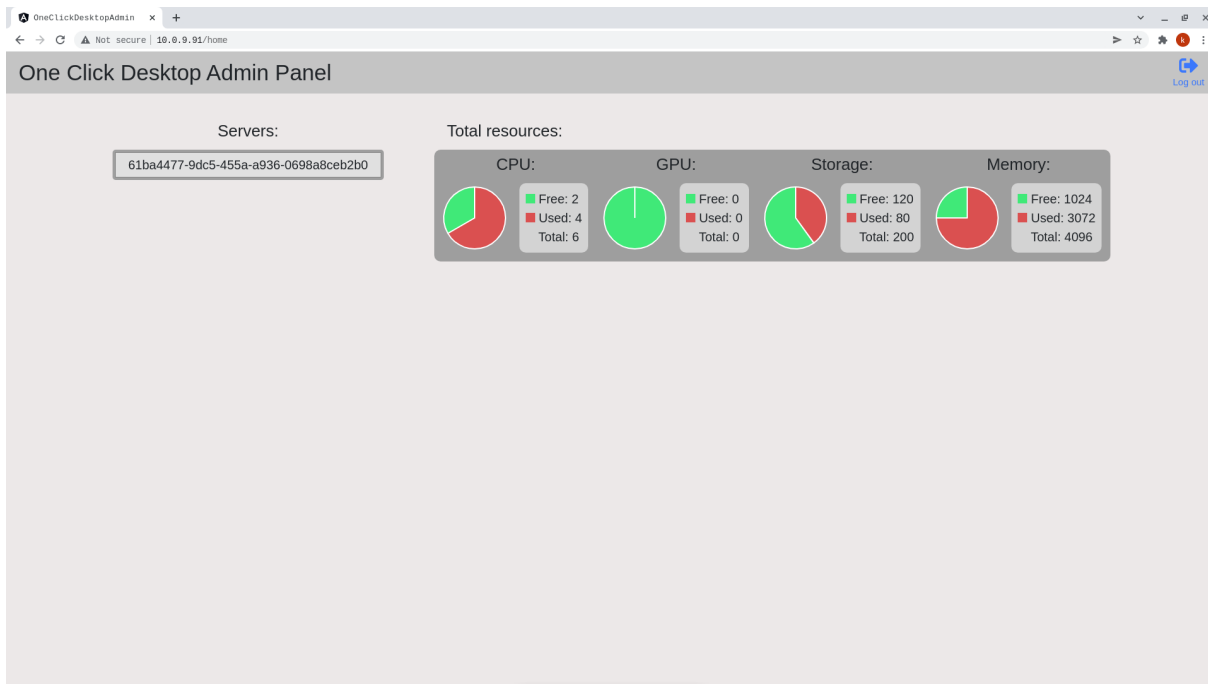 OneClickDesktopAdmin
Not secure | 10.0.9.91/home
k
One Click Desktop Admin Panel
Log out
Servers:
61ba4477-9dc5-455a-a936-0698a8ceb2b0
Total resources:
CPU:
Free: 2
Used: 4
Total: 6
GPU:
Free: 0
Used: 0
Total: 0
Storage:
Free: 120
Used: 80
Total: 200
Memory:
Free: 1024
Used: 3072
Total: 4096